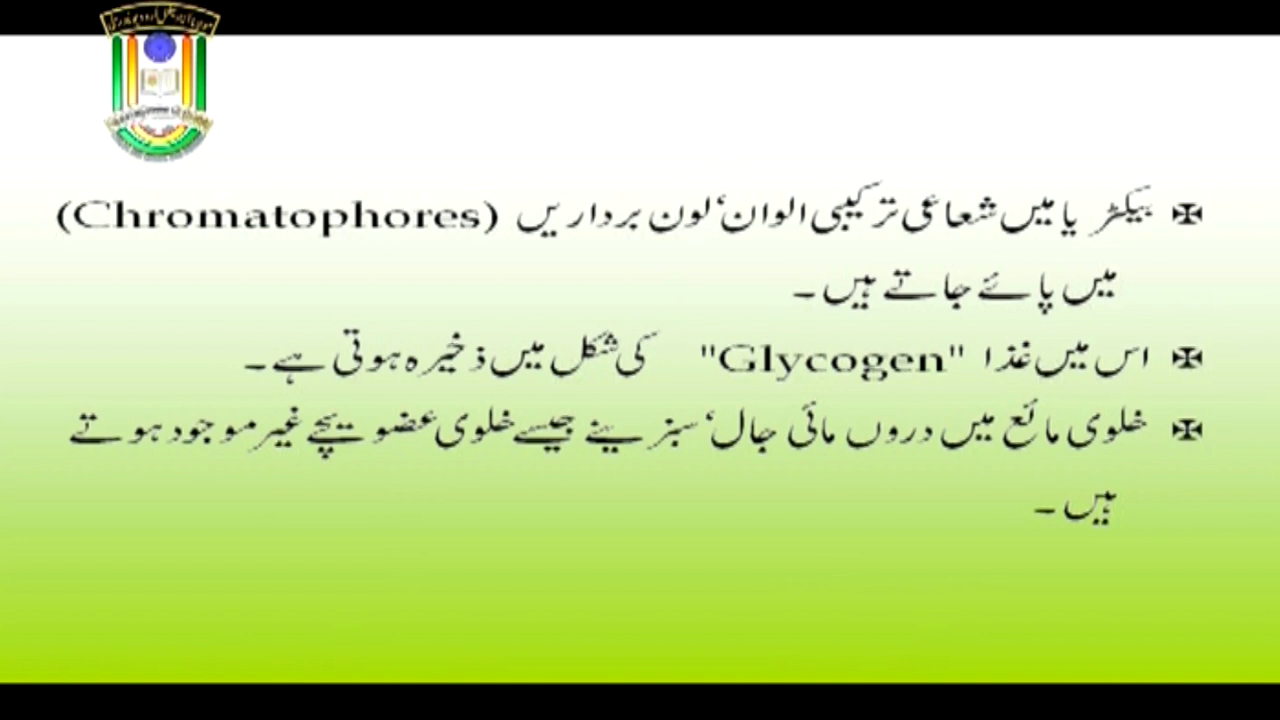 ✠ بیکٹریا میں شعاعی ترکیبی الوان، لون برداریں (Chromatophores)
میں پائے جاتے ہیں۔
✠ اس میں غذا "Glycogen" کی شکل میں ذخیرہ ہوتی ہے۔
✠ خلوی مائع میں دروں مائی جال، سبزینے جیسے خلوی عضویچے غیر موجود ہوتے
ہیں۔